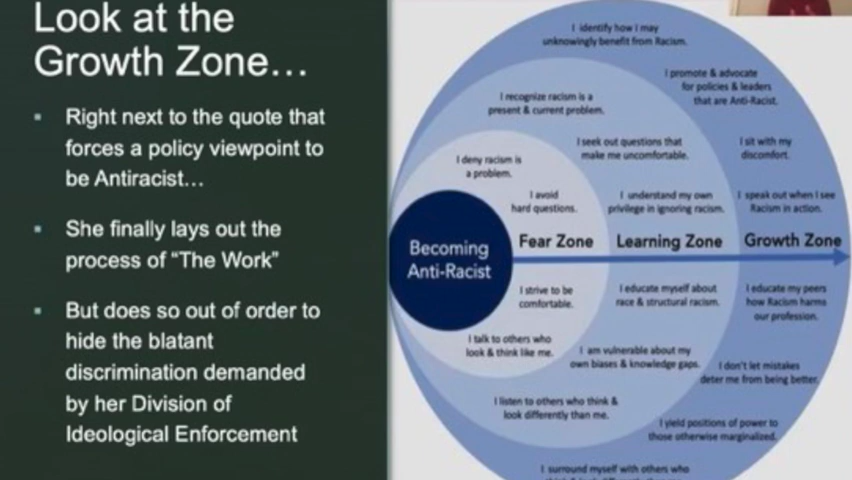 Look at the
Growth Zone…
Right next to the quote that
forces a policy viewpoint to
be Antiracist…
She finally lays out the
process of “The Work”
But does so out of order to
hide the blatant
discrimination demanded
by her Division of
Ideological Enforcement
I identify how I may
unknowingly benefit from Racism.
I promote & advocate
for policies & leaders
that are Anti-Racist.
I recognize racism is a
present & current problem.
I seek out questions that
make me uncomfortable.
I sit with my
discomfort.
I deny racism is
a problem.
I avoid
hard questions.
I understand my own
privilege in ignoring racism.
I speak out when I see
Racism in action.
Becoming
Anti-Racist
Fear Zone
Learning Zone
Growth Zone
I strive to be
comfortable.
I educate myself about
race & structural racism.
I educate my peers
how Racism harms
our profession.
I talk to others who
look & think like me.
I am vulnerable about my
own biases & knowledge gaps.
I don't let mistakes
deter me from being better.
I listen to others who think &
look differently than me.
I yield positions of power to
those otherwise marginalized.
I surround myself with others who